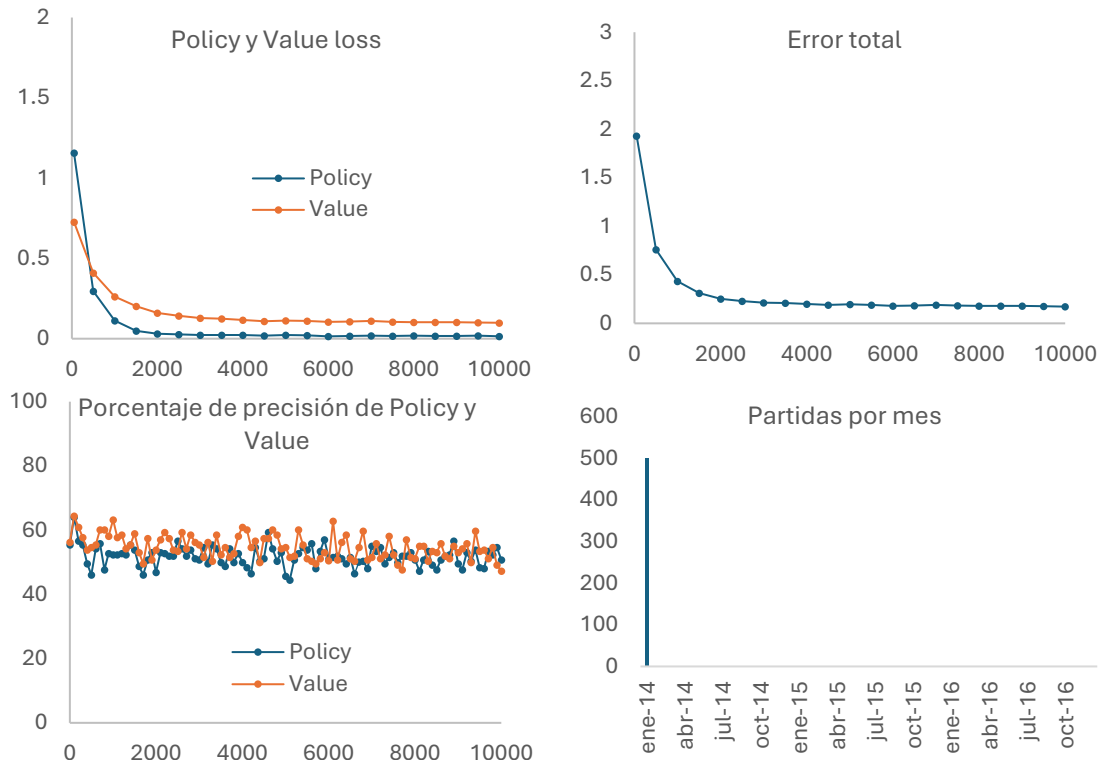 Policy y Value loss
2
1.5
1
0.5
0
Policy
Value
0 2000 4000 6000 8000 10000
Error total
3
2.5
2
1.5
1
0.5
0
0 2000 4000 6000 8000 10000
Porcentaje de precisión de Policy y
Value
100
80
60
40
20
0
Policy
Value
0 2000 4000 6000 8000 10000
Partidas por mes
600
500
400
300
200
100
0
ene-14
abr-14
jul-14
oct-14
ene-15
abr-15
jul-15
oct-15
ene-16
abr-16
jul-16
oct-16